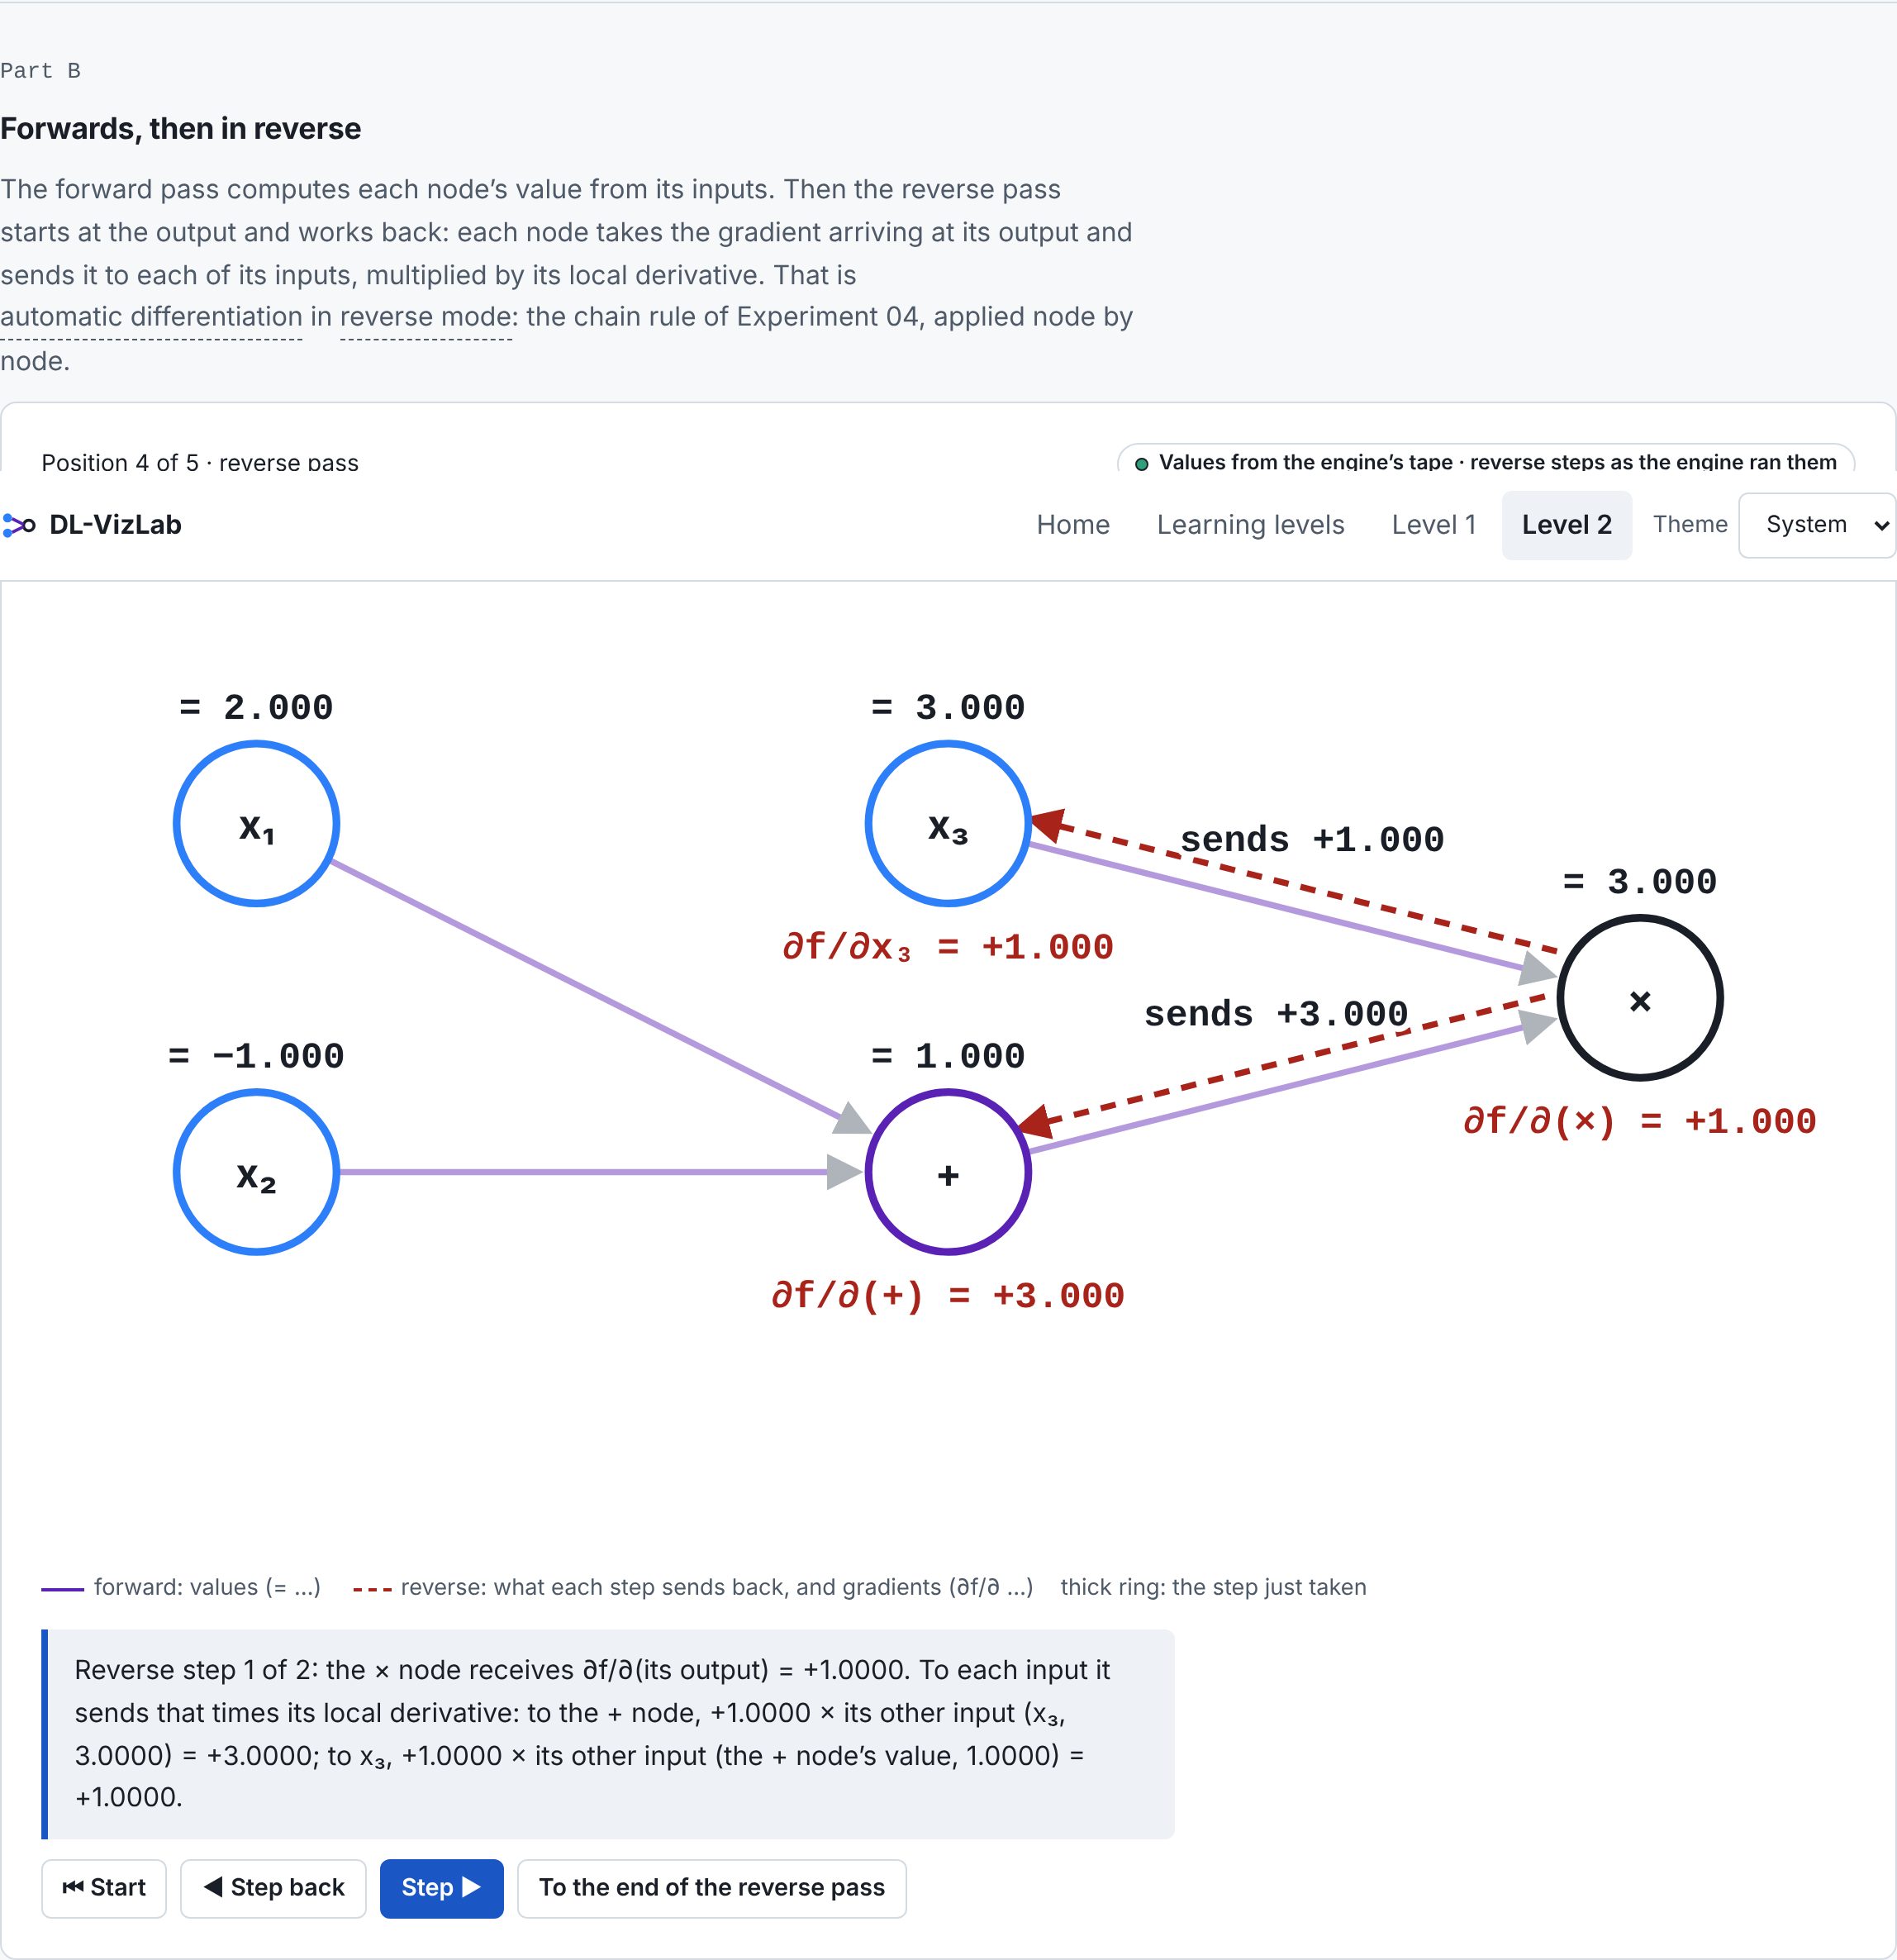 Part B
Forwards, then in reverse
The forward pass computes each node’s value from its inputs. Then the reverse pass
starts at the output and works back: each node takes the gradient arriving at its output and
sends it to each of its inputs, multiplied by its local derivative. That is
automatic differentiation in reverse mode: the chain rule of Experiment 04, applied node by
node.
Position 4 of 5 · reverse pass
Values from the engine’s tape · reverse steps as the engine ran them
DL-VizLab
Home Learning levels Level 1 Level 2 Theme System
= 2.000
= 3.000
x₁
x₃
sends +1.000
= 3.000
∂f/∂x₃ = +1.000
×
sends +3.000
= −1.000
= 1.000
∂f/∂(×) = +1.000
x₂
+
∂f/∂(+) = +3.000
forward: values (= …) reverse: what each step sends back, and gradients (∂f/∂ …) thick ring: the step just taken
Reverse step 1 of 2: the × node receives ∂f/∂(its output) = +1.0000. To each input it
sends that times its local derivative: to the + node, +1.0000 × its other input (x₃,
3.0000) = +3.0000; to x₃, +1.0000 × its other input (the + node’s value, 1.0000) =
+1.0000.
⏮ Start ◀ Step back Step ▶ To the end of the reverse pass